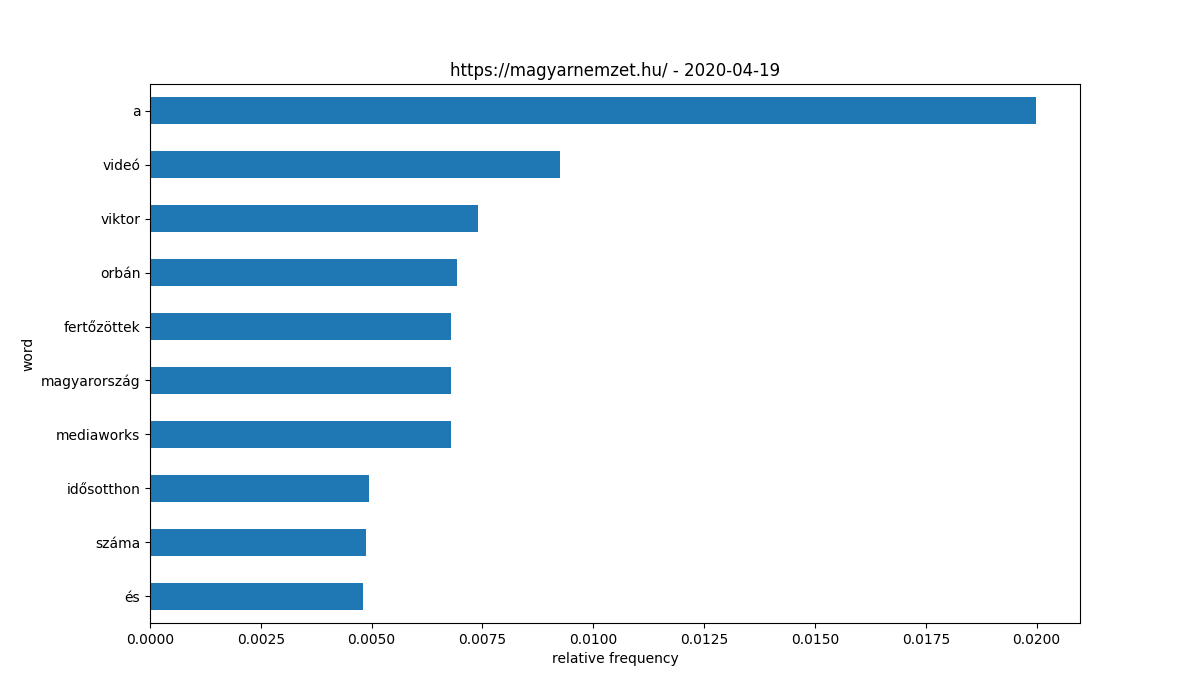 https://magyarnemzet.hu/ - 2020-04-19
a
videó
viktor
orbán
fertőzöttek
magyarország
mediaworks
idősotthon
száma
és
word
0.0000 0.0025 0.0050 0.0075 0.0100 0.0125 0.0150 0.0175 0.0200
relative frequency